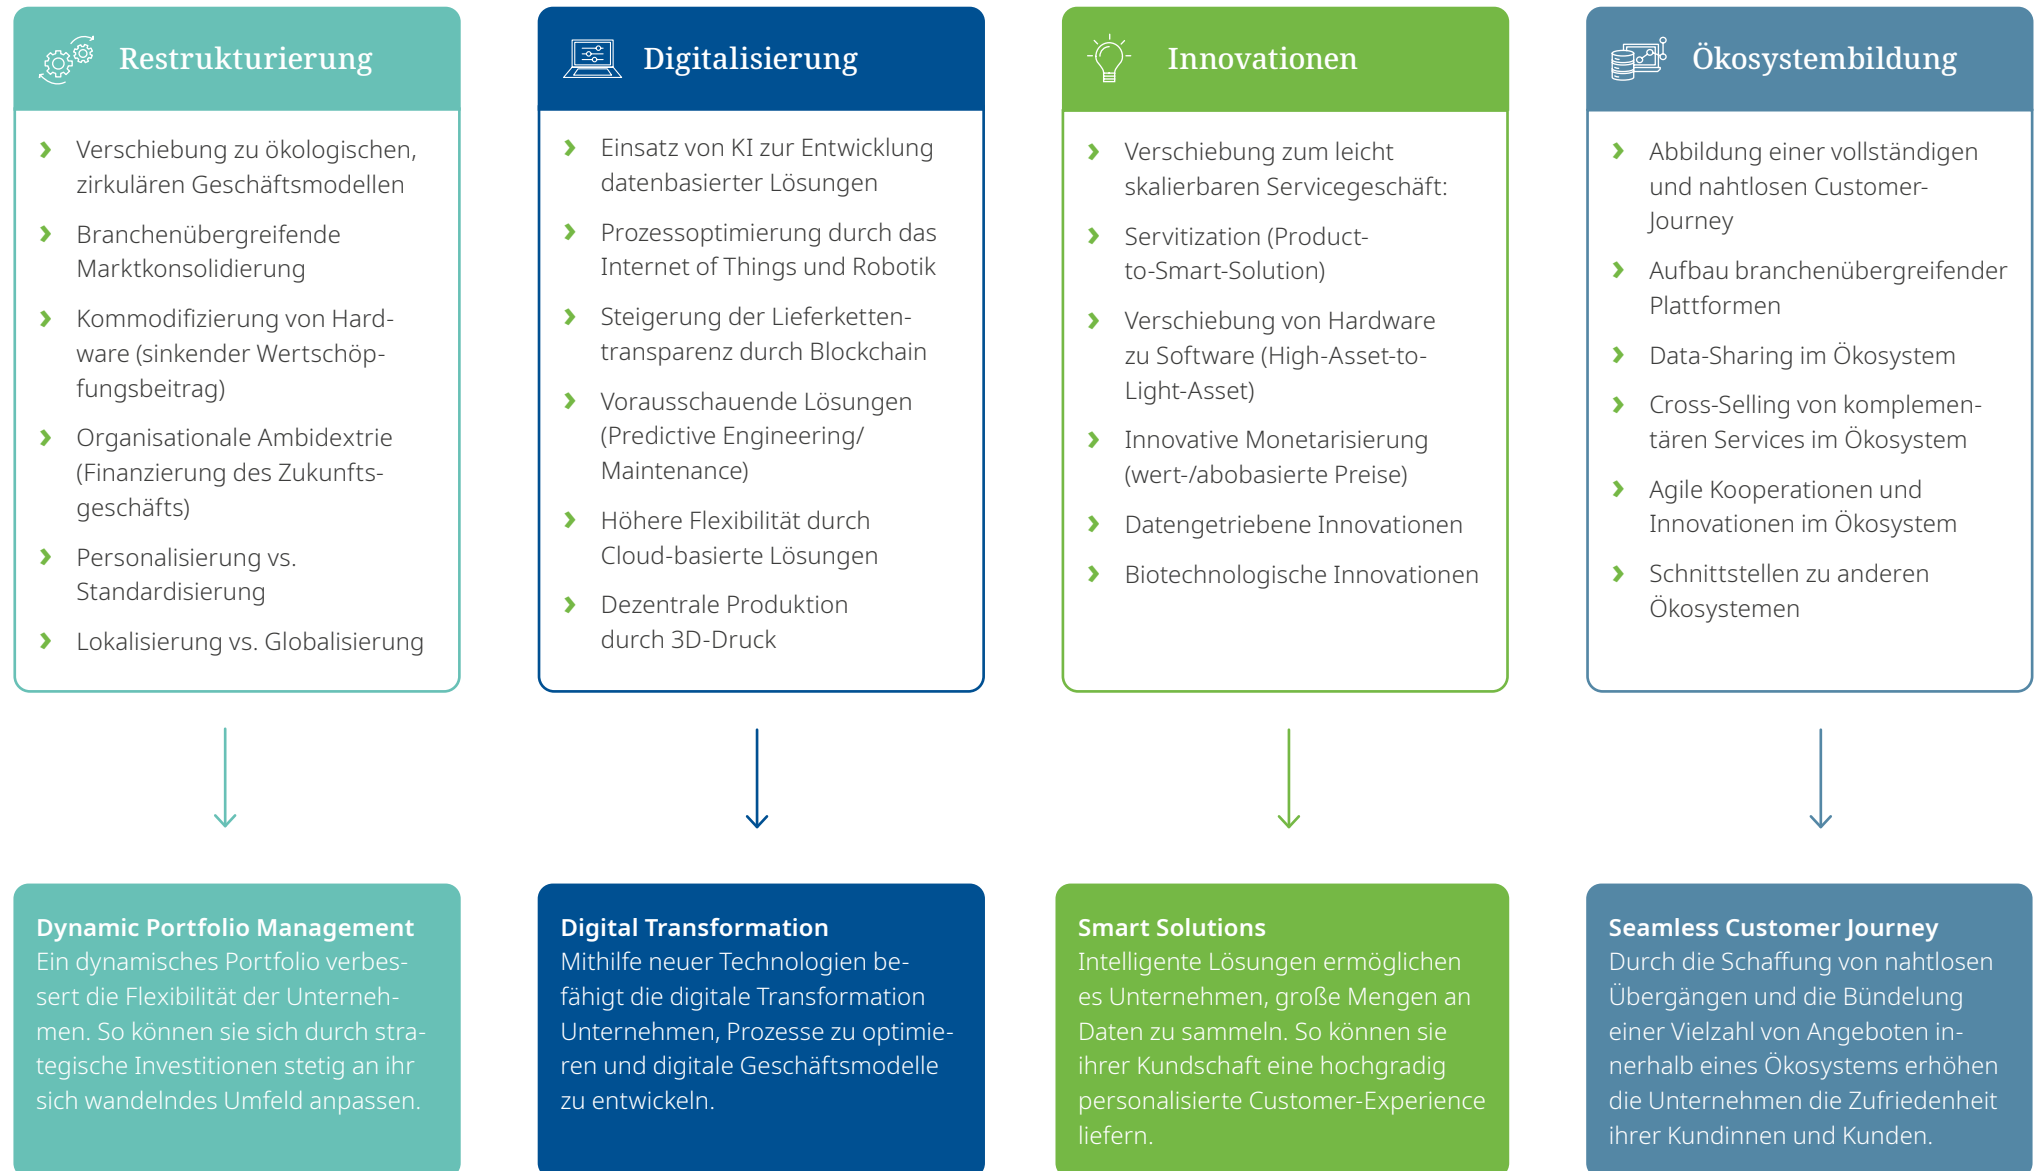 Restrukturierung
Verschiebung zu ökologischen,
zirkulären Geschäftsmodellen
Branchenübergreifende
Marktkonsolidierung
Kommodifizierung von Hard-
ware (sinkender Wertschöp-
fungsbeitrag)
Organisationale Ambidextrie
(Finanzierung des Zukunfts-
geschäfts)
Personalisierung vs.
Standardisierung
Lokalisierung vs. Globalisierung
Dynamic Portfolio Management
Ein dynamisches Portfolio verbes-
sert die Flexibilität der Unterneh-
men. So können sie sich durch stra-
tegische Investitionen stetig an ihr
sich wandelndes Umfeld anpassen.
Digitalisierung
Einsatz von KI zur Entwicklung
datenbasierter Lösungen
Prozessoptimierung durch das
Internet of Things und Robotik
Steigerung der Lieferketten-
transparenz durch Blockchain
Vorausschauende Lösungen
(Predictive Engineering/
Maintenance)
Höhere Flexibilität durch
Cloud-basierte Lösungen
Dezentrale Produktion
durch 3D-Druck
Digital Transformation
Mithilfe neuer Technologien be-
fähigt die digitale Transformation
Unternehmen, Prozesse zu optimie-
ren und digitale Geschäftsmodelle
zu entwickeln.
Innovationen
Verschiebung zum leicht
skalierbaren Servicegeschäft:
Servitization (Product-
to-Smart-Solution)
Verschiebung von Hardware
zu Software (High-Asset-to-
Light-Asset)
Innovative Monetarisierung
(wert-/abobasierte Preise)
Datengetriebene Innovationen
Biotechnologische Innovationen
Smart Solutions
Intelligente Lösungen ermöglichen
es Unternehmen, große Mengen an
Daten zu sammeln. So können sie
ihrer Kundschaft eine hochgradig
personalisierte Customer-Experience
liefern.
Ökosystembildung
Abbildung einer vollständigen
und nahtlosen Customer-
Journey
Aufbau branchenübergreifender
Plattformen
Data-Sharing im Ökosystem
Cross-Selling von komplemen-
tären Services im Ökosystem
Agile Kooperationen und
Innovationen im Ökosystem
Schnittstellen zu anderen
Ökosystemen
Seamless Customer Journey
Durch die Schaffung von nahtlosen
Übergängen und die Bündelung
einer Vielzahl von Angeboten in-
nerhalb eines Ökosystems erhöhen
die Unternehmen die Zufriedenheit
ihrer Kundinnen und Kunden.